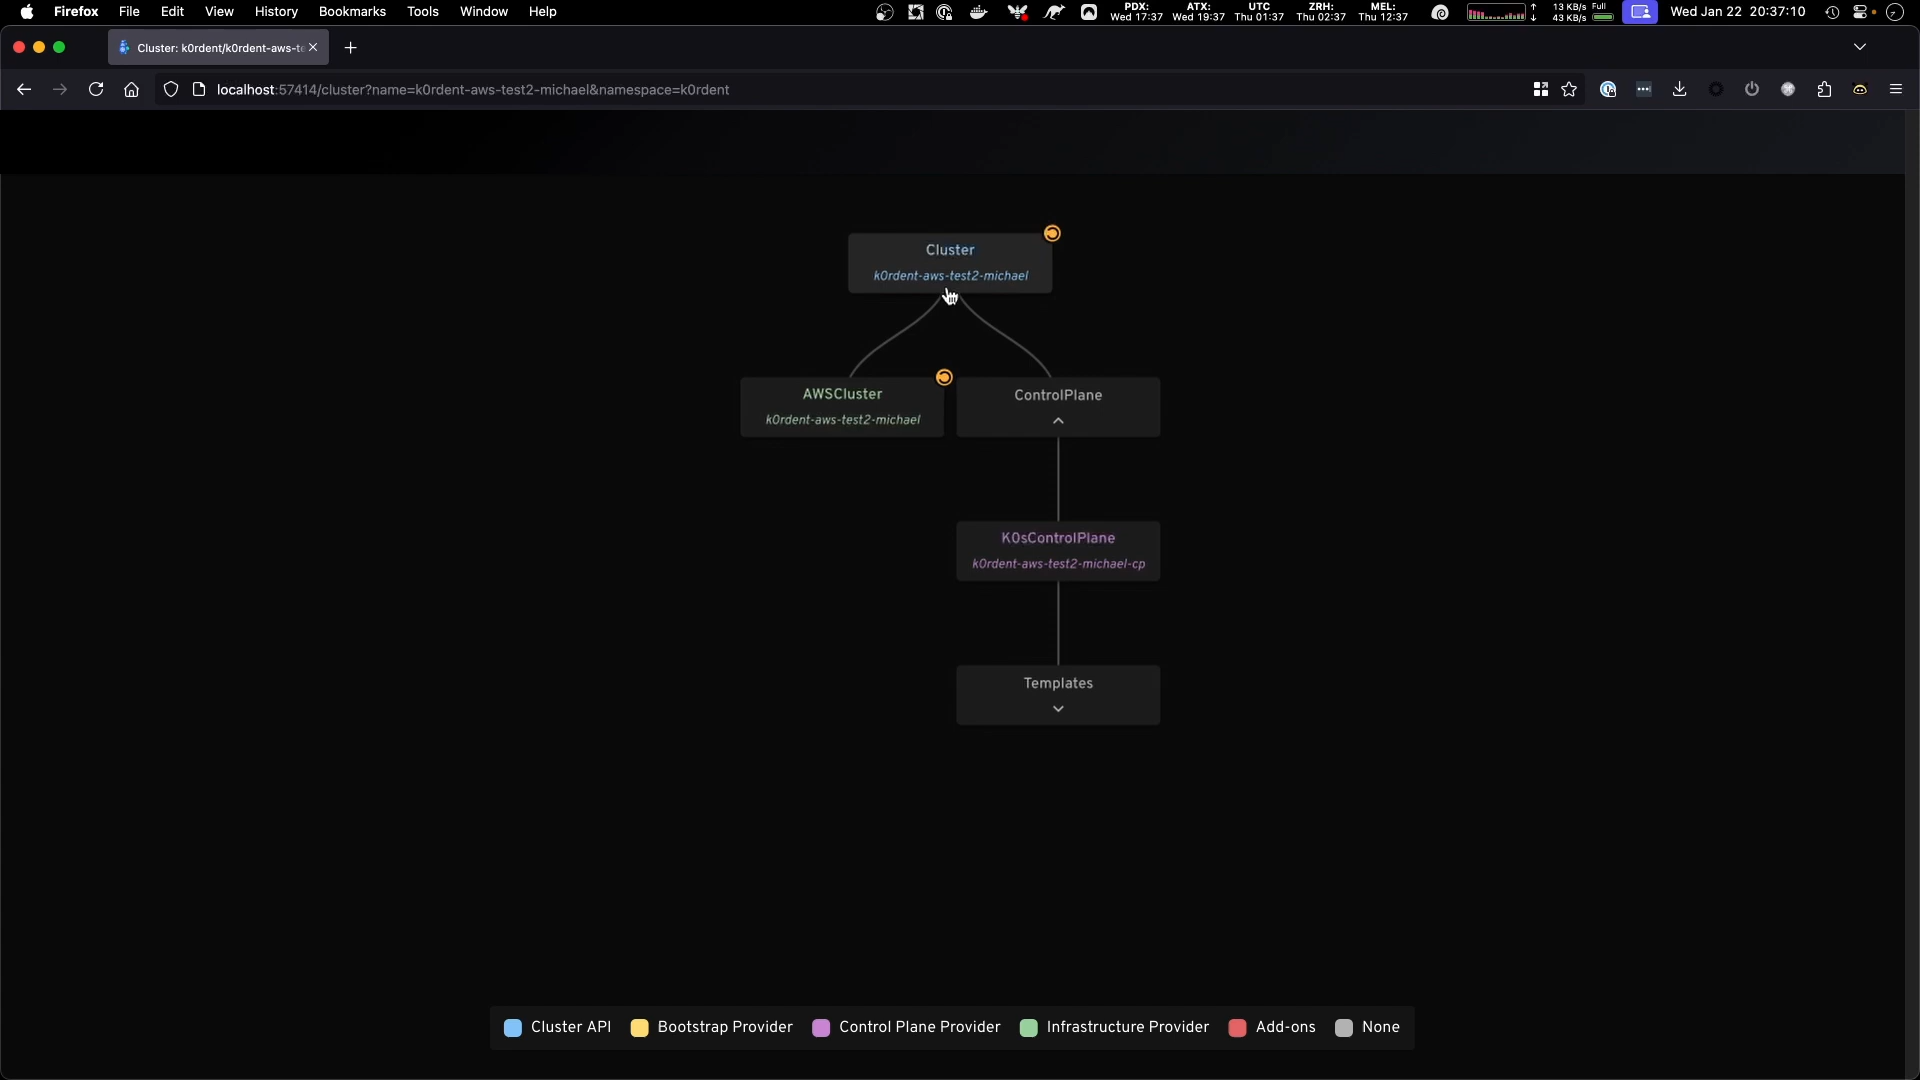 Firefox File Edit View History Bookmarks Tools Window Help
PDX: ATX: UTC ZRH: MEL: 13 KB/s Full
Wed 17:37 Wed 19:37 Thu 01:37 Thu 02:37 Thu 12:37 43 KB/s Wed Jan 22 20:37:10
Cluster: k0rdent/k0rdent-aws-te
localhost:57414/cluster?name=k0rdent-aws-test2-michael&namespace=k0rdent
Cluster
k0rdent-aws-test2-michael
AWSCluster ControlPlane
k0rdent-aws-test2-michael
K0sControlPlane
k0rdent-aws-test2-michael-cp
Templates
Cluster API Bootstrap Provider Control Plane Provider Infrastructure Provider Add-ons None